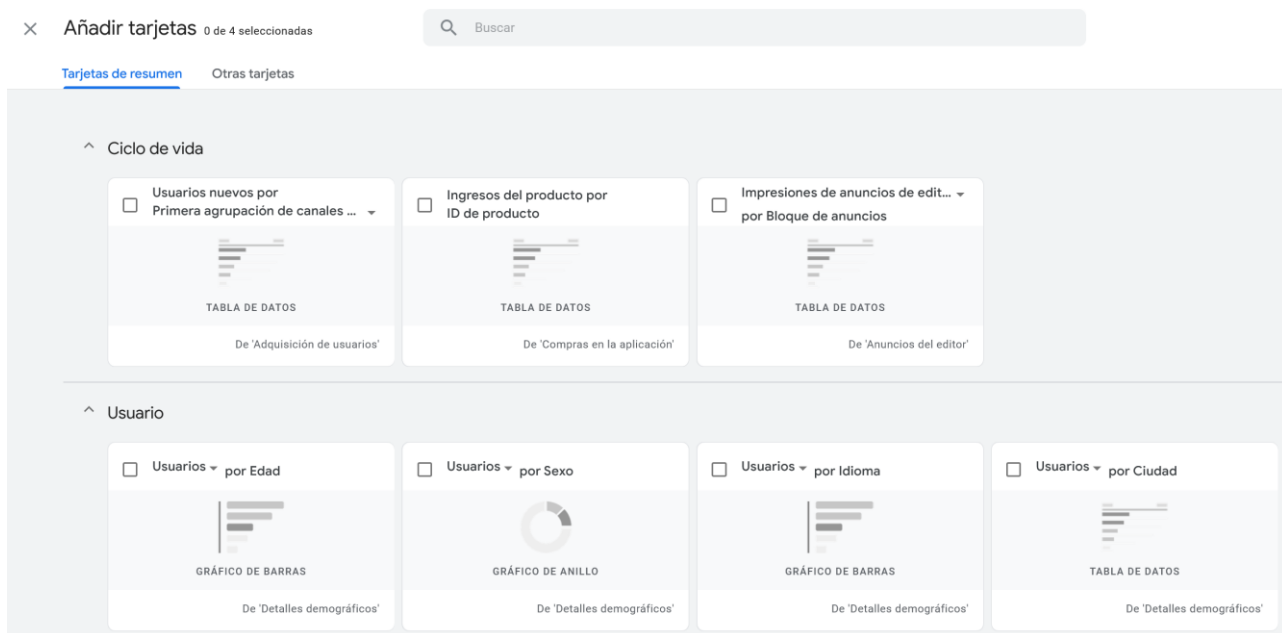 Añadir tarjetas 0 de 4 seleccionadas
Buscar
Tarjetas de resumen
Otras tarjetas
Ciclo de vida
Usuarios nuevos por
Primera agrupación de canales ...
TABLA DE DATOS
De 'Adquisición de usuarios'
Ingresos del producto por
ID de producto
TABLA DE DATOS
De 'Compras en la aplicación'
Impresiones de anuncios de edit...
por Bloque de anuncios
TABLA DE DATOS
De 'Anuncios del editor'
Usuario
Usuarios por Edad
GRÁFICO DE BARRAS
De 'Detalles demográficos'
Usuarios por Sexo
GRÁFICO DE ANILLO
De 'Detalles demográficos'
Usuarios por Idioma
GRÁFICO DE BARRAS
De 'Detalles demográficos'
Usuarios por Ciudad
TABLA DE DATOS
De 'Detalles demográficos'